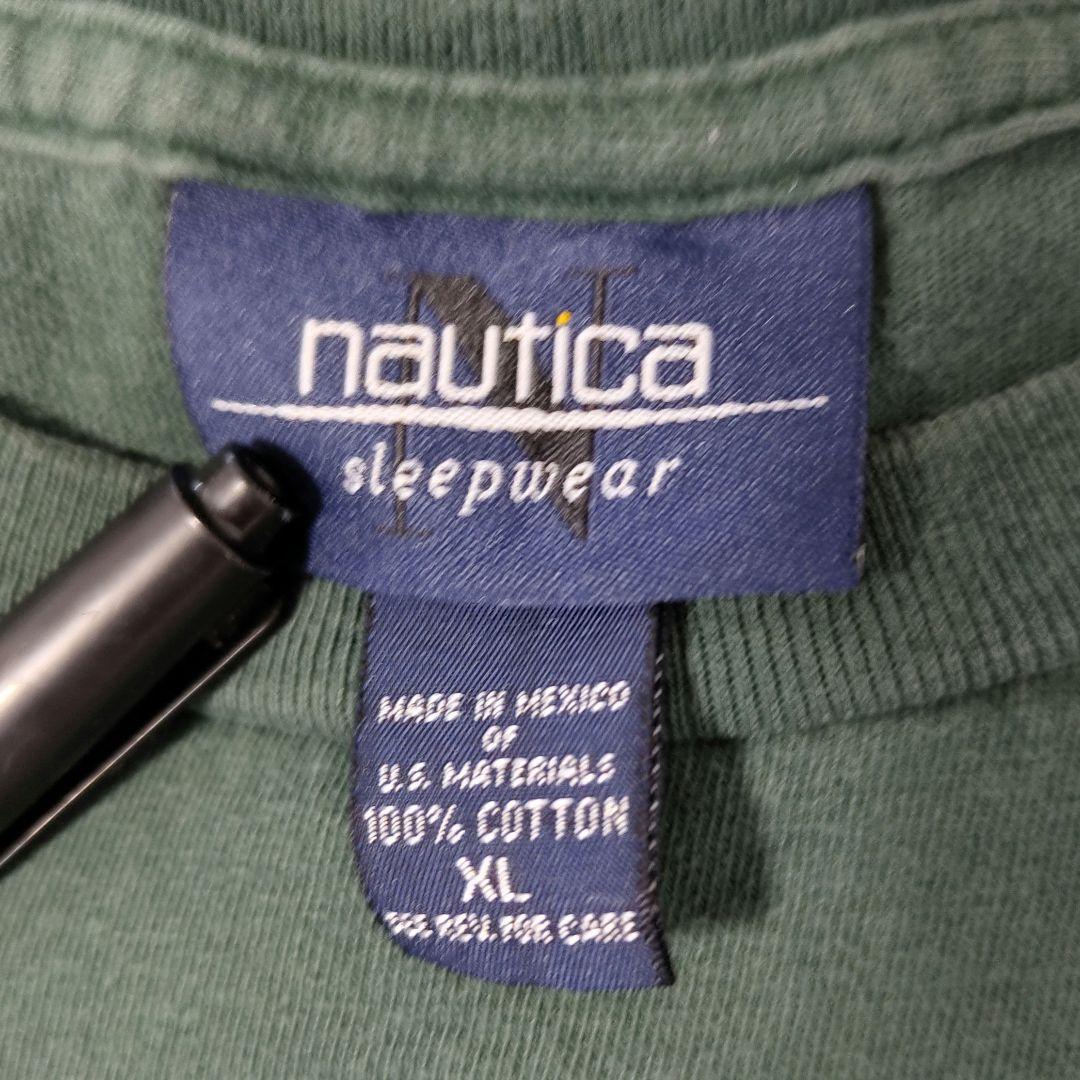 N
nautica
sleepwear
MADE IN MEXICO
OF
U.S. MATERIALS
100% COTTON
XL
SEE REV. FOR CARE